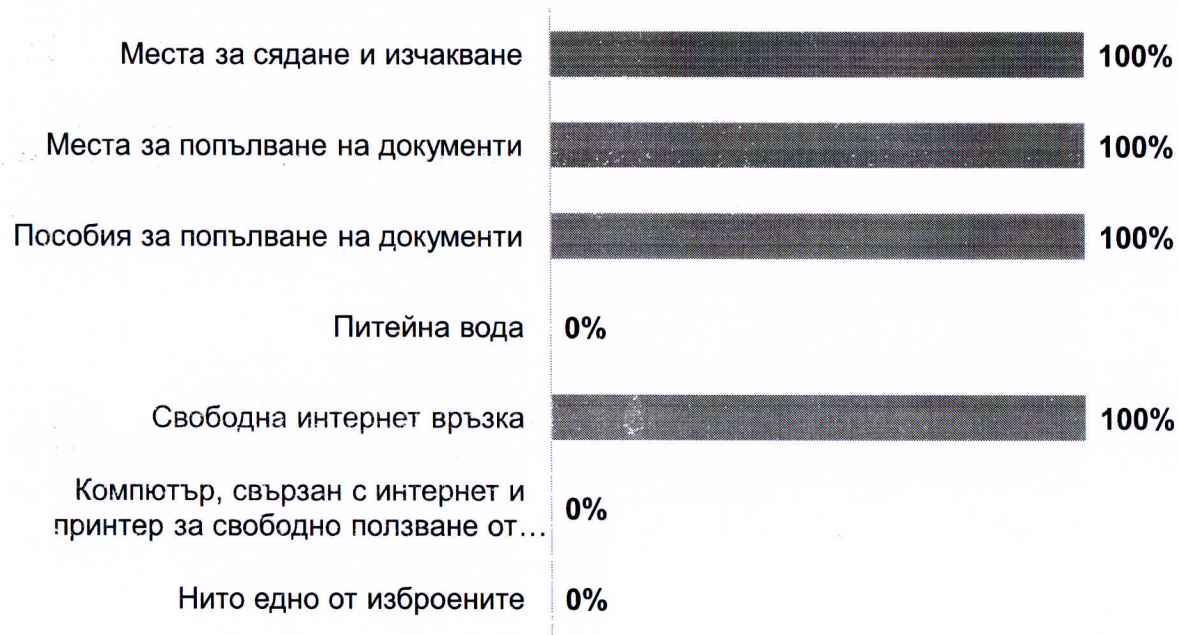 Места за сядане и изчакване 100%
Места за попълване на документи 100%
Пособия за попълване на документи 100%
Питейна вода 0%
Свободна интернет връзка 100%
Компютър, свързан с интернет и
принтер за свободно ползване от... 0%
Нито едно от изброените 0%